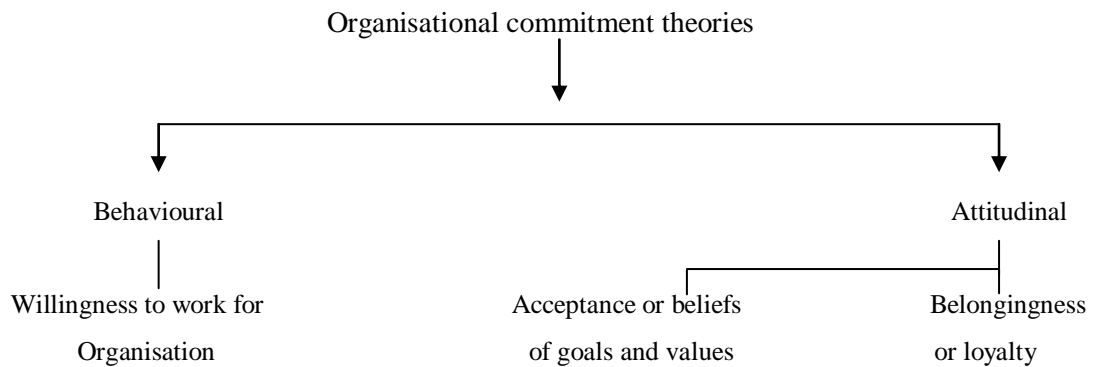 Organisational commitment theories
Behavioural
Attitudinal
Willingness to work for
Organisation
Acceptance or beliefs
of goals and values
Belongingness
or loyalty